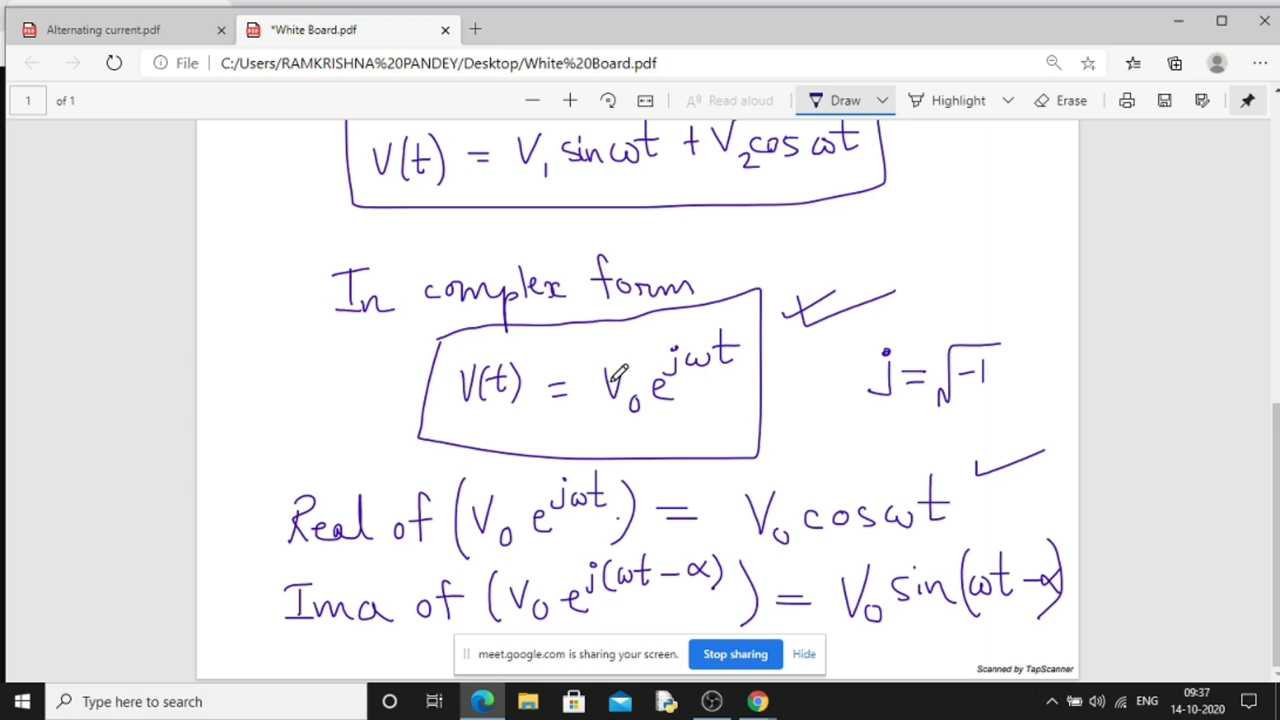 Alternating current.pdf
*White Board.pdf
File C:/Users/RAMKRISHNA%20PANDEY/Desktop/White%20Board.pdf
1 of 1 Read aloud Draw Highlight Erase
V(t) = V₁ sinωt + V₂cos ωt
In complex form
V(t) = V₀ e^{jωt}
j = √-1
Real of (V₀ e^{jωt}.) = V₀ cosωt
Ima of (V₀ e^{j(ωt-α)}) = V₀ sin(ωt-α)
meet.google.com is sharing your screen. Stop sharing Hide
Scanned by TapScanner
Type here to search
ENG
09:37
14-10-2020